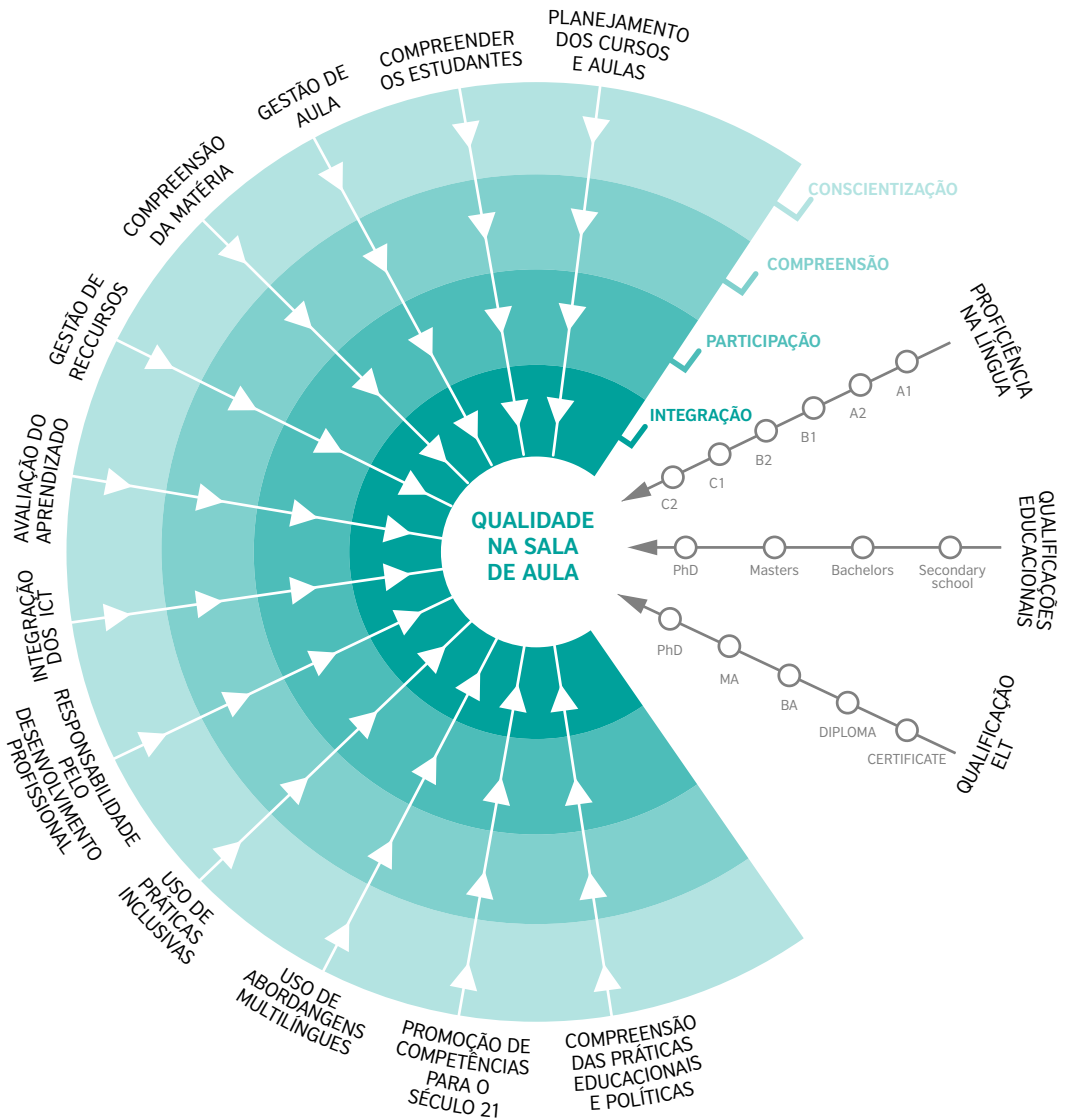 PLANEJAMENTO
DOS CURSOS
E AULAS
COMPREENDER
OS ESTUDANTES
GESTÃO DE
AULA
COMPREENSÃO
DA MATÉRIA
GESTÃO DE
RECCURSOS
AVALIAÇÃO DO
APRENDIZADO
INTEGRAÇÃO
DOS ICT
RESPONSABILIDADE
PELO
DESENVOLVIMENTO
PROFISSIONAL
USO DE
PRÁTICAS
INCLUSIVAS
USO DE
ABORDANGENS
MULTILÍNGUES
PROMOÇÃO DE
COMPETÊNCIAS
PARA O
SÉCULO 21
COMPREENSÃO
DAS PRÁTICAS
EDUCACIONAIS
E POLÍTICAS
CONSCIENTIZAÇÃO
COMPREENSÃO
PARTICIPAÇÃO
INTEGRAÇÃO
QUALIDADE
NA SALA
DE AULA
PROFICIÊNCIA
NA LÍNGUA
A1
A2
B1
B2
C1
C2
QUALIFICAÇÕES
EDUCACIONAIS
PhD
Masters
Bachelors
Secondary
school
QUALIFICAÇÃO
ELT
PhD
MA
BA
DIPLOMA
CERTIFICATE